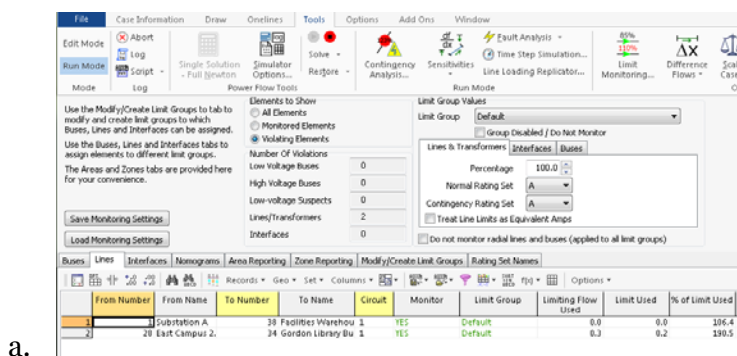 File Case Information Draw Onelines Tools Options Add Ons Window
Edit Mode
Run Mode
Mode
Abort
Log
Script
Log
Single Solution
- Full Newton
Simulator
Options...
Solve
Restore
Power Flow Tools
Contingency
Analysis...
Sensitivities
Fault Analysis
Time Step Simulation...
Line Loading Replicator...
Run Mode
Limit
Monitoring...
Difference
Flows
Use the Modify/Create Limit Groups to tab to
modify and create limit groups to which
Buses, Lines and Interfaces can be assigned.
Use the Buses, Lines and Interfaces tabs to
assign elements to different limit groups.
The Areas and Zones tabs are provided here
for your convenience.
Save Monitoring Settings
Load Monitoring Settings
Elements to Show
All Elements
Monitored Elements
Violating Elements
Number Of Violations
Low Voltage Buses 0
High Voltage Buses 0
Low-voltage Suspects 0
Lines/Transformers 2
Interfaces 0
Limit Group Values
Limit Group Default
Group Disabled / Do Not Monitor
Lines & Transformers Interfaces Buses
Percentage 100.0
Normal Rating Set A
Contingency Rating Set A
Treat Line Limits as Equivalent Amps
Do not monitor radial lines and buses (applied to all limit groups)
Buses Lines Interfaces Nomograms Area Reporting Zone Reporting Modify/Create Limit Groups Rating Set Names
Records Geo Set Columns f(x) Options
From Number From Name To Number To Name Circuit Monitor Limit Group Limiting Flow Used Limit Used % of Limit Used
1 1 Substation A 38 Facilities Warehou 1 YES Default 0.0 0.0 106.4
2 28 East Campus 2. 34 Gordon Library Bu 1 YES Default 0.3 0.2 190.5
a.